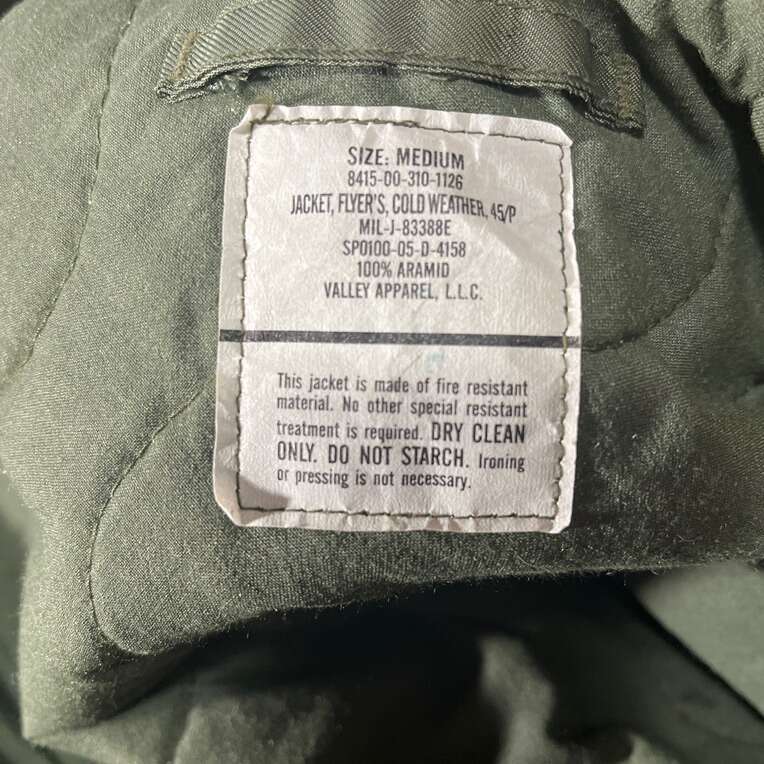 SIZE: MEDIUM
8415-00-310-1126
JACKET, FLYER'S, COLD WEATHER, 45/P
MIL-J-83388E
SP0100-05-D-4158
100% ARAMID
VALLEY APPAREL, L.L.C.
This jacket is made of fire resistant
material. No other special resistant
treatment is required. DRY CLEAN
ONLY. DO NOT STARCH. Ironing
or pressing is not necessary.